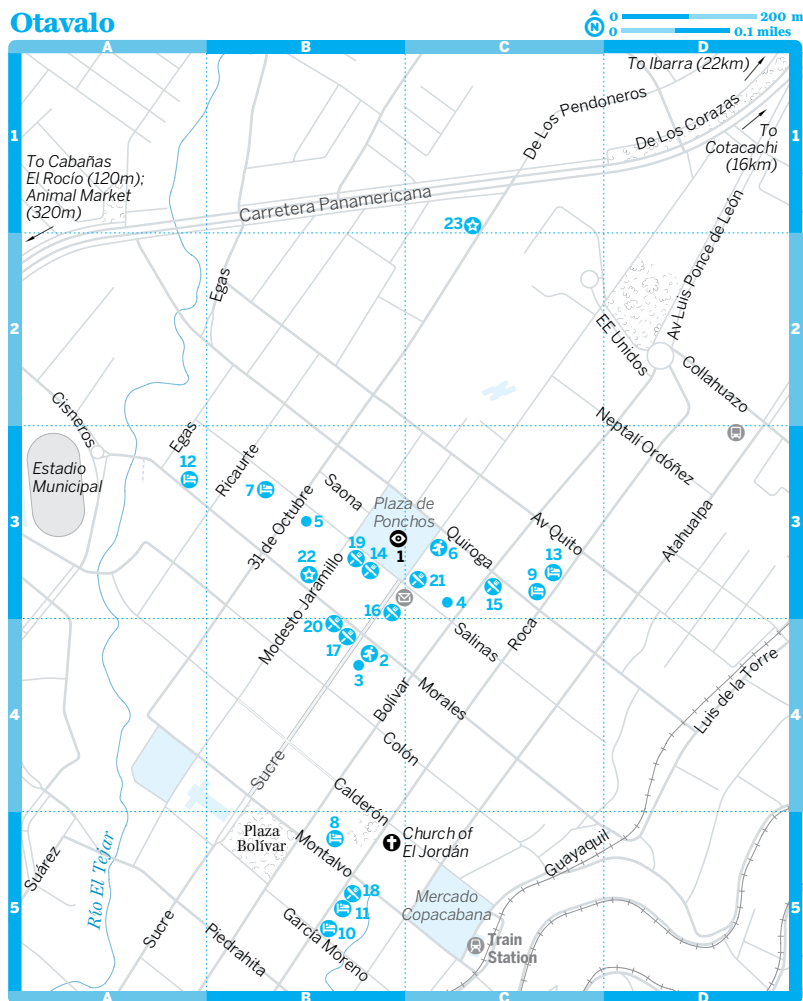 Otavalo
N
0 200 m
0 0.1 miles
A B C D
To Ibarra (22km)
De Los Pendoneros
De Los Corazas
1 1
To
Cotacachi
(16km)
To Cabañas
El Rocío (120m);
Animal Market
(320m)
Carretera Panamericana
23
Av Luis Ponce de León
Egas
2 2
EE Unidos
Collahuazo
Cisneros
Egas
Neptalí Ordóñez
12
Ricaurte
Estadio
Municipal
7
Saona
31 de Octubre
Plaza de
Ponchos
5
3 3
Av Quito
Atahualpa
Quiroga
1
6
19
14
22
13
9
21
15
4
Modesto Jaramillo
16
20
17
Salinas
Roca
2
3
Luis de la Torre
Bolívar
Morales
4 4
Colón
Sucre
Calderón
8
Plaza
Bolívar
Church of
El Jordán
Montalvo
Guayaquil
Suárez
Río El Tejar
18
Mercado
Copacabana
11
5 5
10
Sucre
Piedrahita
García Moreno
Train
Station
A B C D